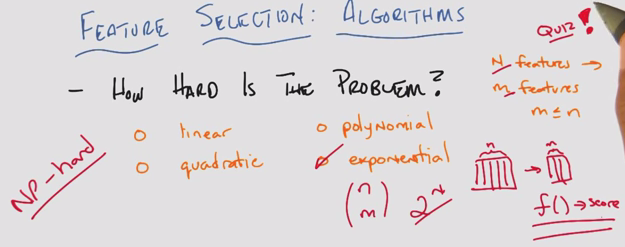 FEATURE SELECTION: ALGORITHMS
QUIZ!
N features →
M features
m ≤ n
- HOW HARD IS THE PROBLEM?
linear
polynomial
quadratic
exponential
NP-hard
(n m)
2^n
n → m
f() → score